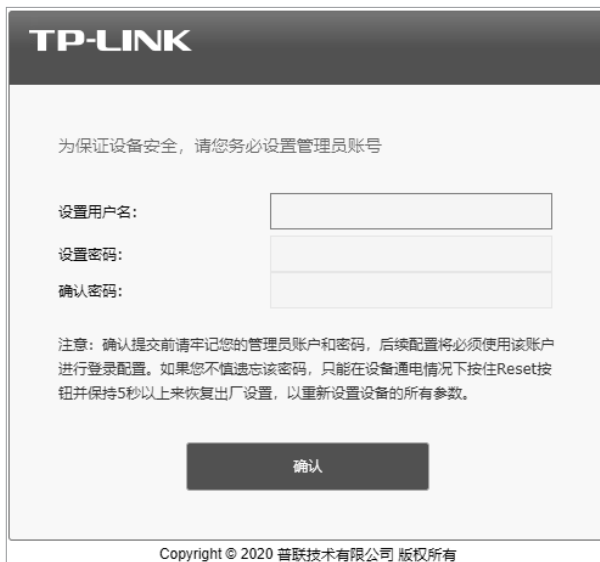 TP-LINK
为保证设备安全，请您务必设置管理员账号
设置用户名：
设置密码：
确认密码：
注意：确认提交前请牢记您的管理员账户和密码，后续配置将必须使用该账户
进行登录配置。如果您不慎遗忘该密码，只能在设备通电情况下按住Reset按
钮并保持5秒以上来恢复出厂设置，以重新设置设备的所有参数。
确认
Copyright © 2020 普联技术有限公司 版权所有